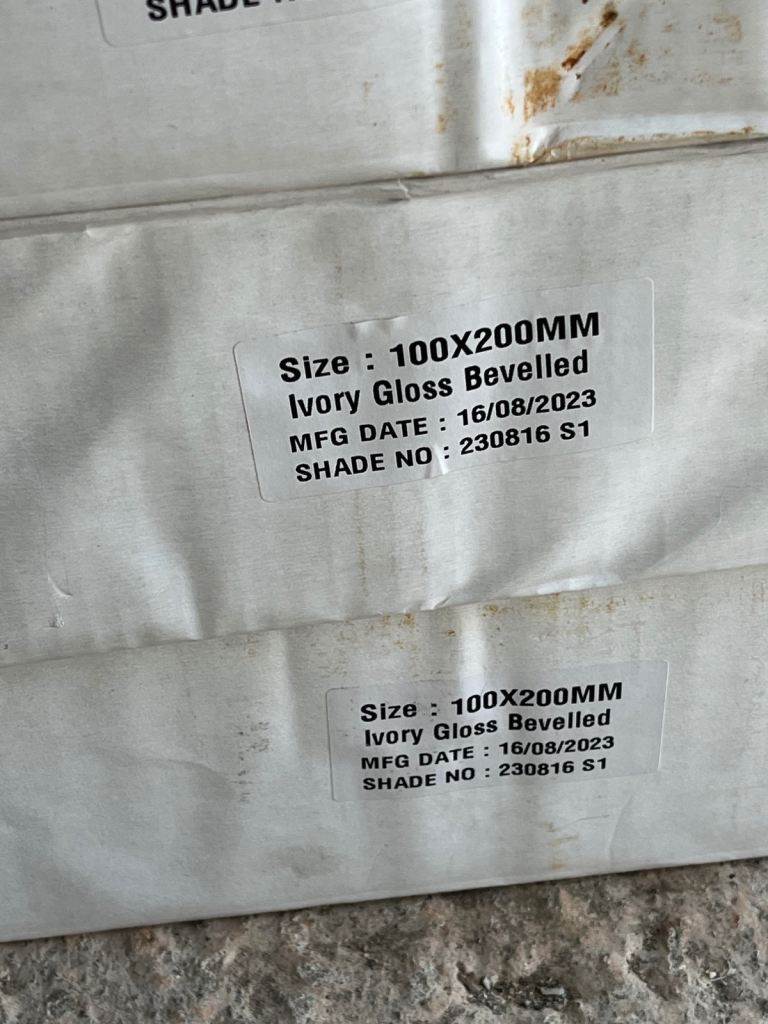 SHADE
Size : 100X200MM
Ivory Gloss Bevelled
MFG DATE : 16/08/2023
SHADE NO : 230816 S1
Size : 100X200MM
Ivory Gloss Bevelled
MFG DATE : 16/08/2023
SHADE NO : 230816 S1